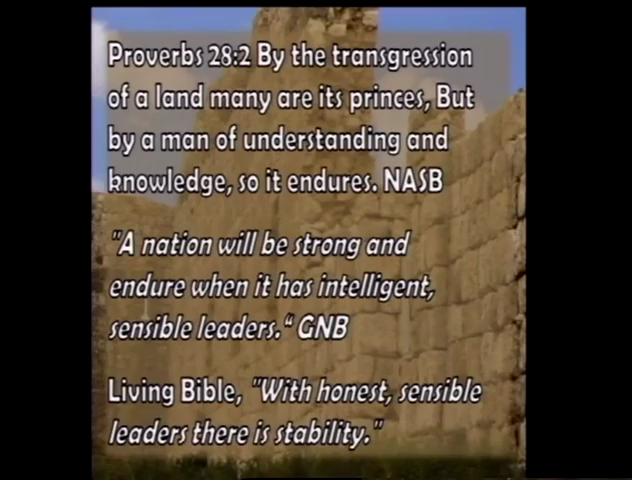 Proverbs 28:2 By the transgression
of a land many are its princes, But
by a man of understanding and
knowledge, so it endures. NASB
"A nation will be strong and
endure when it has intelligent,
sensible leaders.“ GNB
Living Bible, "With honest, sensible
leaders there is stability."